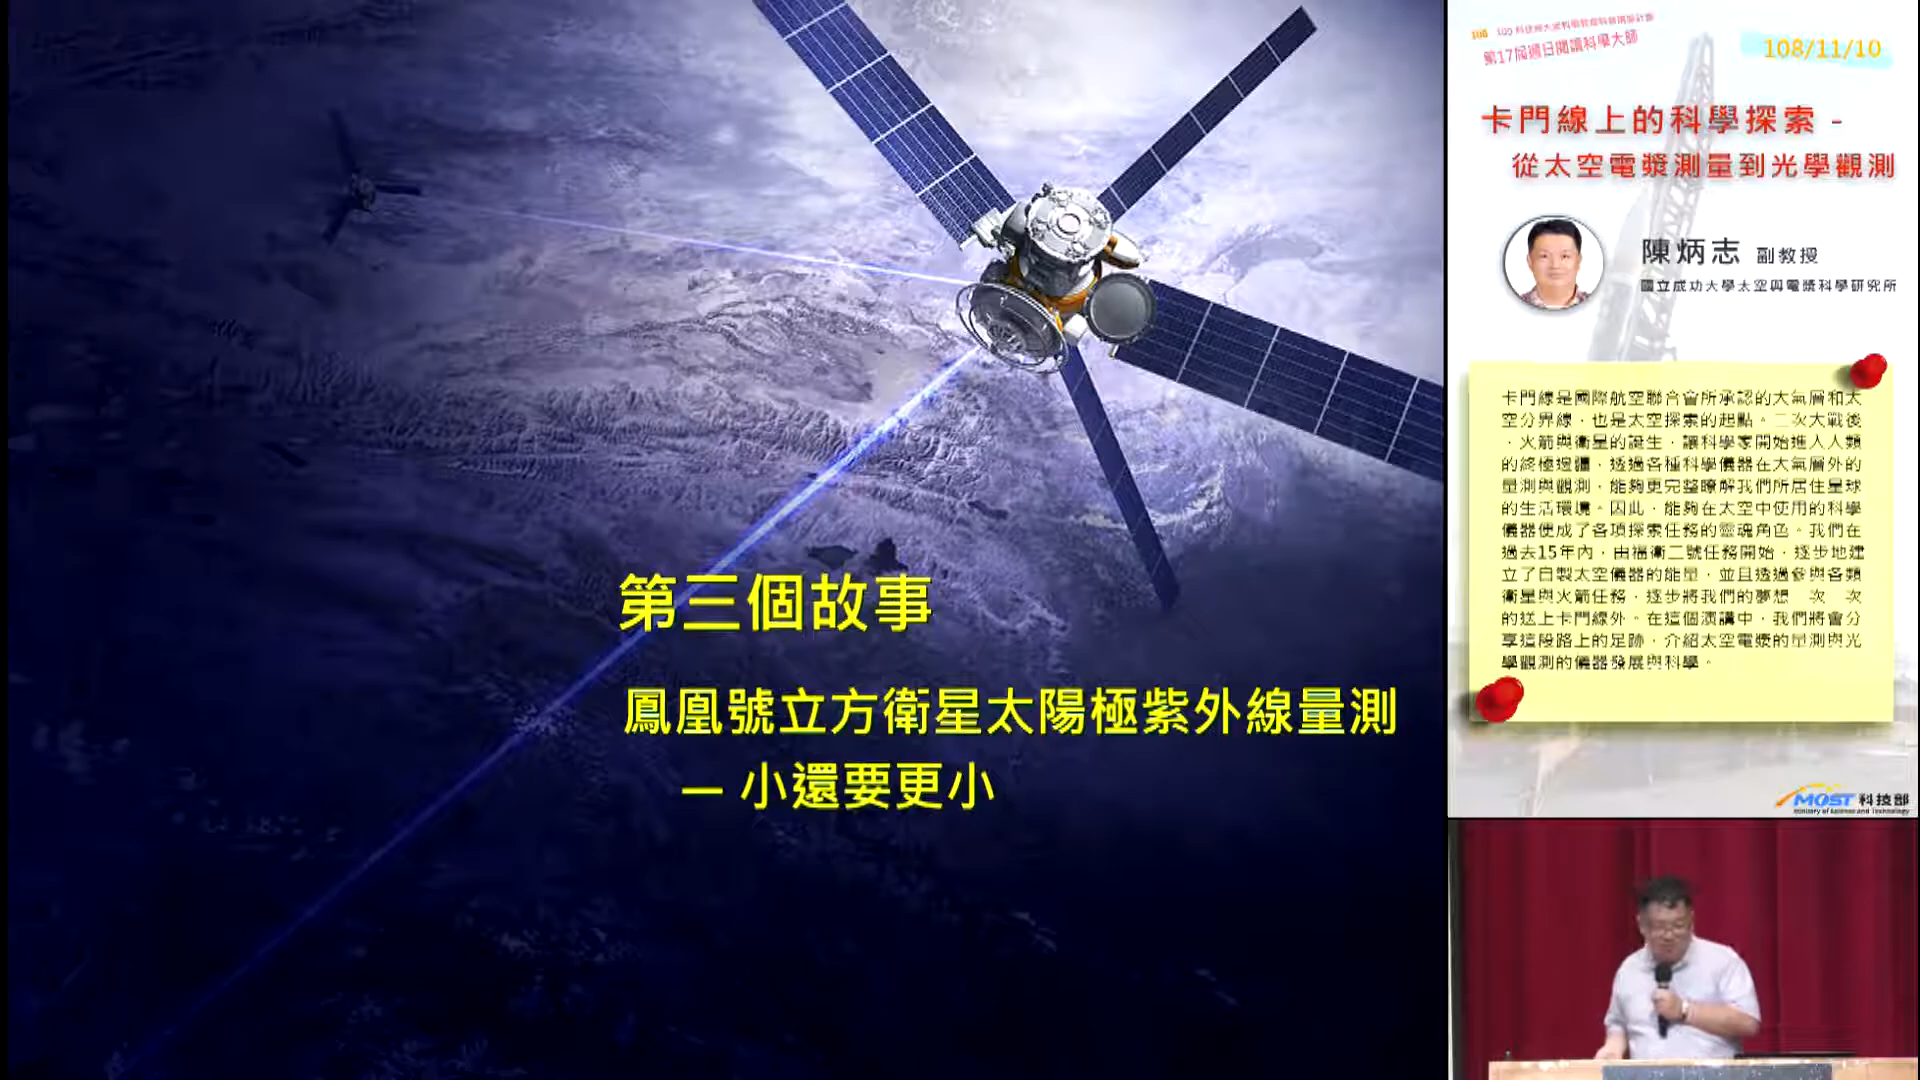 第三個故事
鳳凰號立方衛星太陽極紫外線量測
— 小還要更小
第17屆週日閱讀科學大師
108/11/10
卡門線上的科學探索 -
從太空電漿測量到光學觀測
陳炳志 副教授
國立成功大學太空與電漿科學研究所
卡門線是國際航空聯合會所承認的大氣層和太
空分界線，也是太空探索的起點。二次大戰後
，火箭與衛星的誕生，讓科學家開始進入人類
的終極邊疆，透過各種科學儀器在大氣層外的
量測與觀測，能夠更完整瞭解我們所居住星球
的生活環境。因此，能夠在太空中使用的科學
儀器便成了各項探索任務的靈魂角色。我們在
過去15年內，由福衛二號任務開始，逐步地建
立了自製太空儀器的能量，並且透過參與各類
衛星與火箭任務，逐步將我們的夢想一次一次
的送上卡門線外。在這個演講中，我們將會分
享這段路上的足跡，介紹太空電漿的量測與光
學觀測的儀器發展與科學。
MOST 科技部
Ministry of Science and Technology